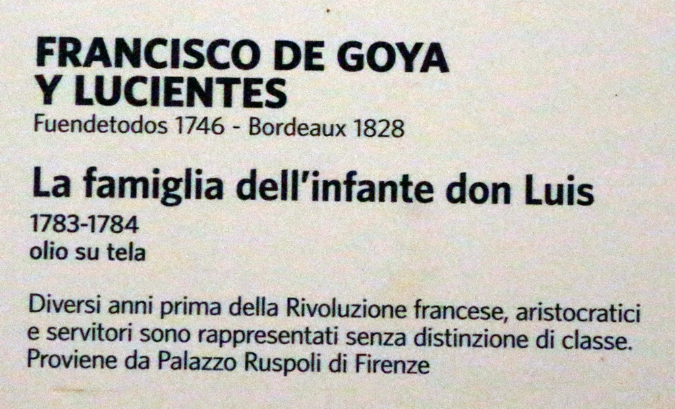 FRANCISCO DE GOYA
Y LUCIENTES
Fuendetodos 1746 - Bordeaux 1828
La famiglia dell'infante don Luis
1783-1784
olio su tela
Diversi anni prima della Rivoluzione francese, aristocratici
e servitori sono rappresentati senza distinzione di classe.
Proviene da Palazzo Ruspoli di Firenze